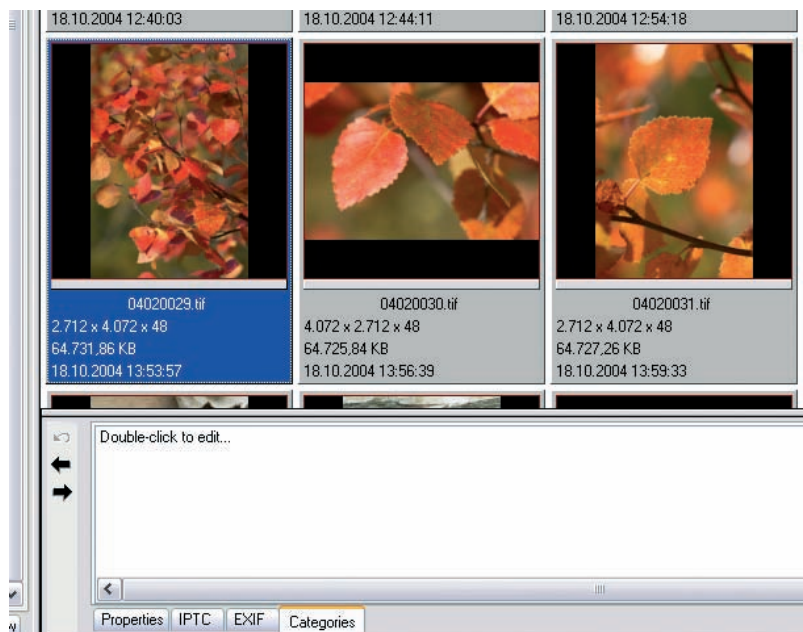 18.10.2004 12:40:03
18.10.2004 12:44:11
18.10.2004 12:54:18
04020029.tif
2.712 x 4.072 x 48
64.731,86 KB
18.10.2004 13:53:57
04020030.tif
4.072 x 2.712 x 48
64.725,84 KB
18.10.2004 13:56:39
04020031.tif
2.712 x 4.072 x 48
64.727,26 KB
18.10.2004 13:59:33
Double-click to edit...
Properties
IPTC
EXIF
Categories